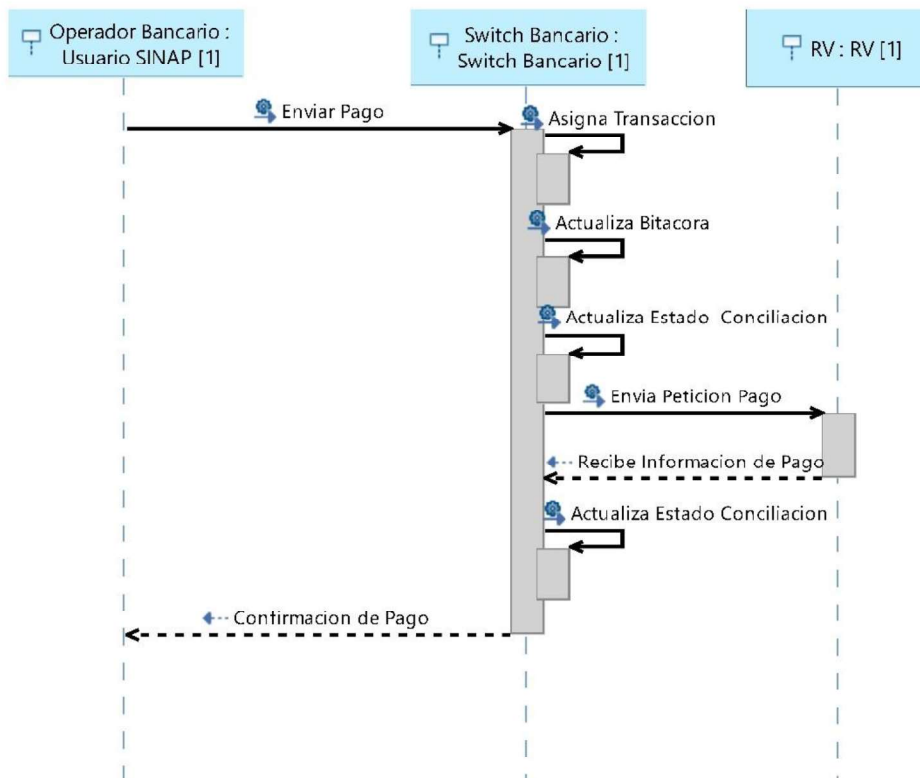 Operador Bancario :
Usuario SINAP [1]
Switch Bancario :
Switch Bancario [1]
RV : RV [1]
Enviar Pago
Asigna Transaccion
Actualiza Bitacora
Actualiza Estado Conciliacion
Envia Peticion Pago
Recibe Informacion de Pago
Actualiza Estado Conciliacion
Confirmacion de Pago